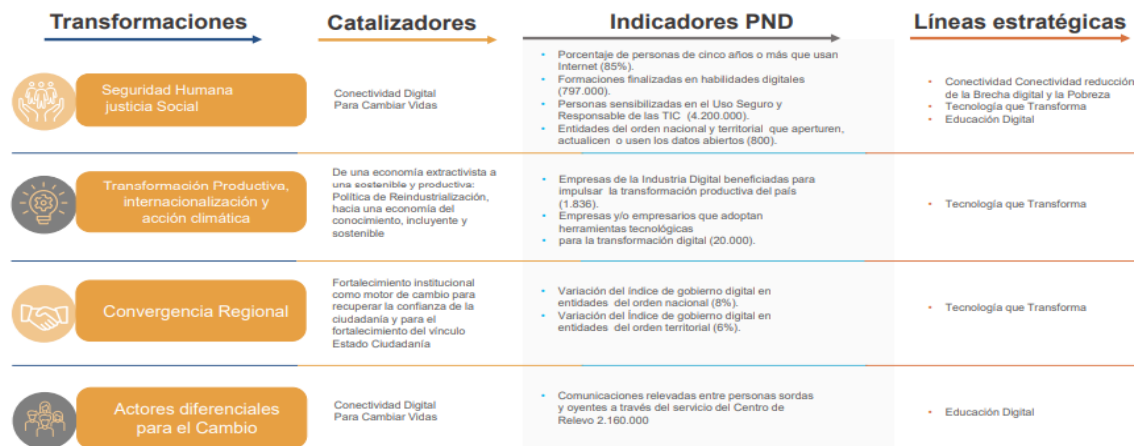 Transformaciones
Catalizadores
Indicadores PND
Líneas estratégicas
Seguridad Humana
justicia Social
Conectividad Digital
Para Cambiar Vidas
• Porcentaje de personas de cinco años o más que usan
Internet (85%).
• Formaciones finalizadas en habilidades digitales
(797.000).
• Personas sensibilizadas en el Uso Seguro y
Responsable de las TIC (4.200.000).
• Entidades del orden nacional y territorial que aperturen,
actualicen o usen los datos abiertos (800).
• Conectividad Conectividad reducción
de la Brecha digital y la Pobreza
• Tecnología que Transforma
• Educación Digital
Transformación Productiva,
internacionalización y
acción climática
De una economía extractivista a
una sostenible y productiva:
Política de Reindustrialización,
hacia una economía del
conocimiento, incluyente y
sostenible
• Empresas de la Industria Digital beneficiadas para
impulsar la transformación productiva del país
(1.836).
• Empresas y/o empresarios que adoptan
herramientas tecnológicas
• para la transformación digital (20.000).
• Tecnología que Transforma
Convergencia Regional
Fortalecimiento institucional
como motor de cambio para
recuperar la confianza de la
ciudadanía y para el
fortalecimiento del vínculo
Estado Ciudadanía
• Variación del índice de gobierno digital en
entidades del orden nacional (8%).
• Variación del Índice de gobierno digital en
entidades del orden territorial (6%).
• Tecnología que Transforma
Actores diferenciales
para el Cambio
Conectividad Digital
Para Cambiar Vidas
• Comunicaciones relevadas entre personas sordas
y oyentes a través del servicio del Centro de
Relevo 2.160.000
• Educación Digital